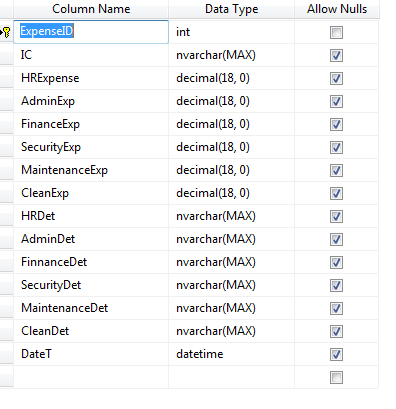 Column Name Data Type Allow Nulls
ExpenseID int
IC nvarchar(MAX)
HRExpense decimal(18, 0)
AdminExp decimal(18, 0)
FinanceExp decimal(18, 0)
SecurityExp decimal(18, 0)
MaintenanceExp decimal(18, 0)
CleanExp decimal(18, 0)
HRDet nvarchar(MAX)
AdminDet nvarchar(MAX)
FinnanceDet nvarchar(MAX)
SecurityDet nvarchar(MAX)
MaintenanceDet nvarchar(MAX)
CleanDet nvarchar(MAX)
DateT datetime